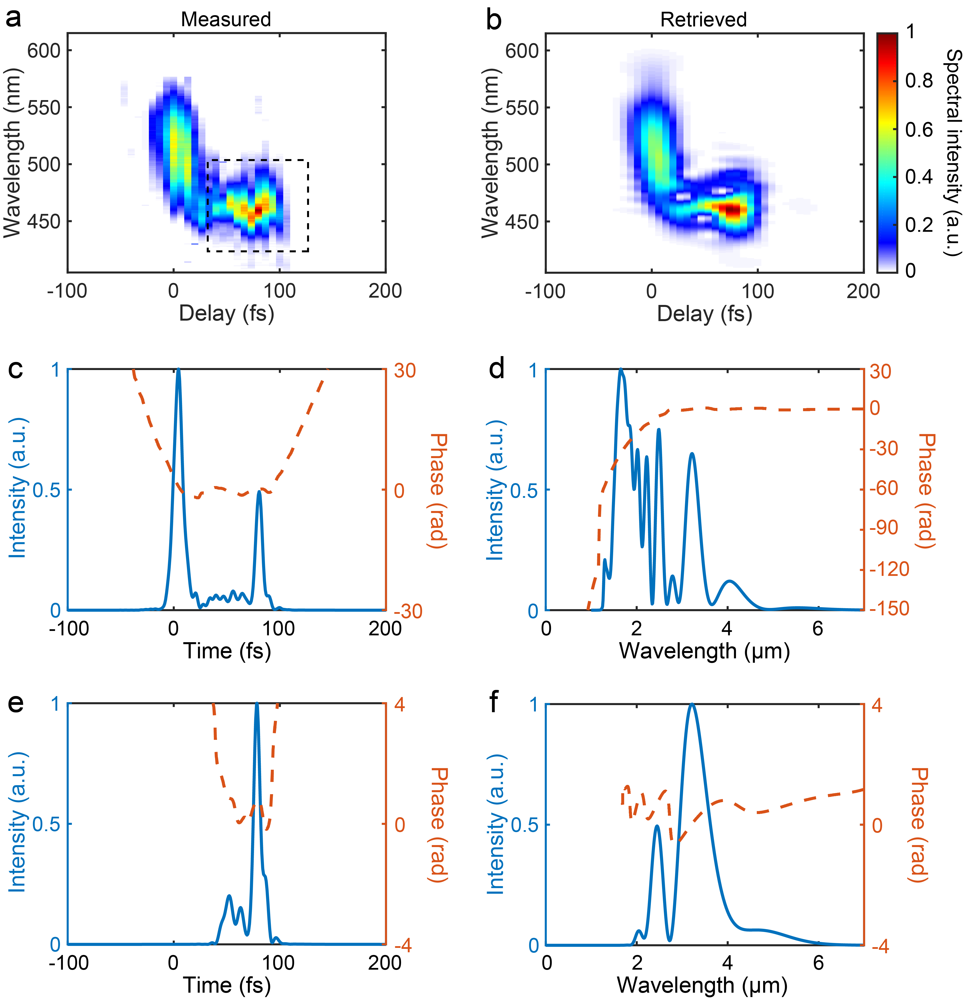 a
Measured
Wavelength (nm)
600
550
500
450
-100
0
100
200
Delay (fs)
b
Retrieved
Wavelength (nm)
600
550
500
450
-100
0
100
200
Delay (fs)
1
0.8
0.6
0.4
0.2
0
Spectral intensity (a.u.)
c
Intensity (a.u.)
1
0.5
0
30
0
-30
Phase (rad)
-100
0
100
200
Time (fs)
d
Intensity (a.u.)
1
0.5
0
30
0
-30
-60
-90
-120
-150
Phase (rad)
0
2
4
6
Wavelength (μm)
e
Intensity (a.u.)
1
0.5
0
4
0
-4
Phase (rad)
-100
0
100
200
Time (fs)
f
Intensity (a.u.)
1
0.5
0
4
0
-4
Phase (rad)
0
2
4
6
Wavelength (μm)